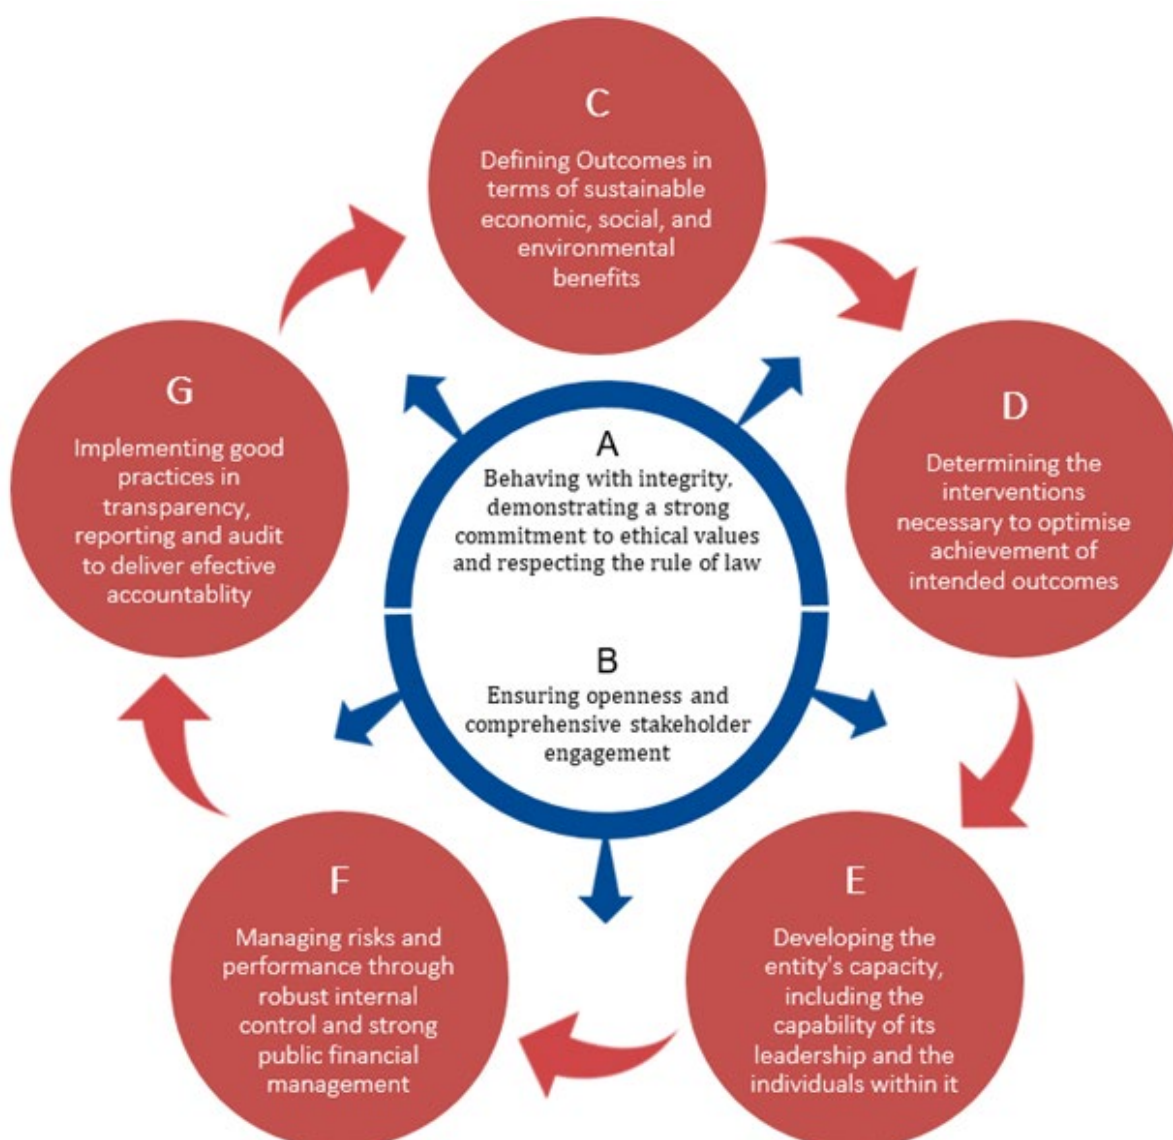 C
Defining Outcomes in
terms of sustainable
economic, social, and
environmental
benefits
G
Implementing good
practices in
transparency,
reporting and audit
to deliver efective
accountablity
A
Behaving with integrity,
demonstrating a strong
commitment to ethical values
and respecting the rule of law
D
Determining the
interventions
necessary to optimise
achievement of
intended outcomes
B
Ensuring openness and
comprehensive stakeholder
engagement
F
Managing risks and
performance through
robust internal
control and strong
public financial
management
E
Developing the
entity's capacity,
including the
capability of its
leadership and the
individuals within it